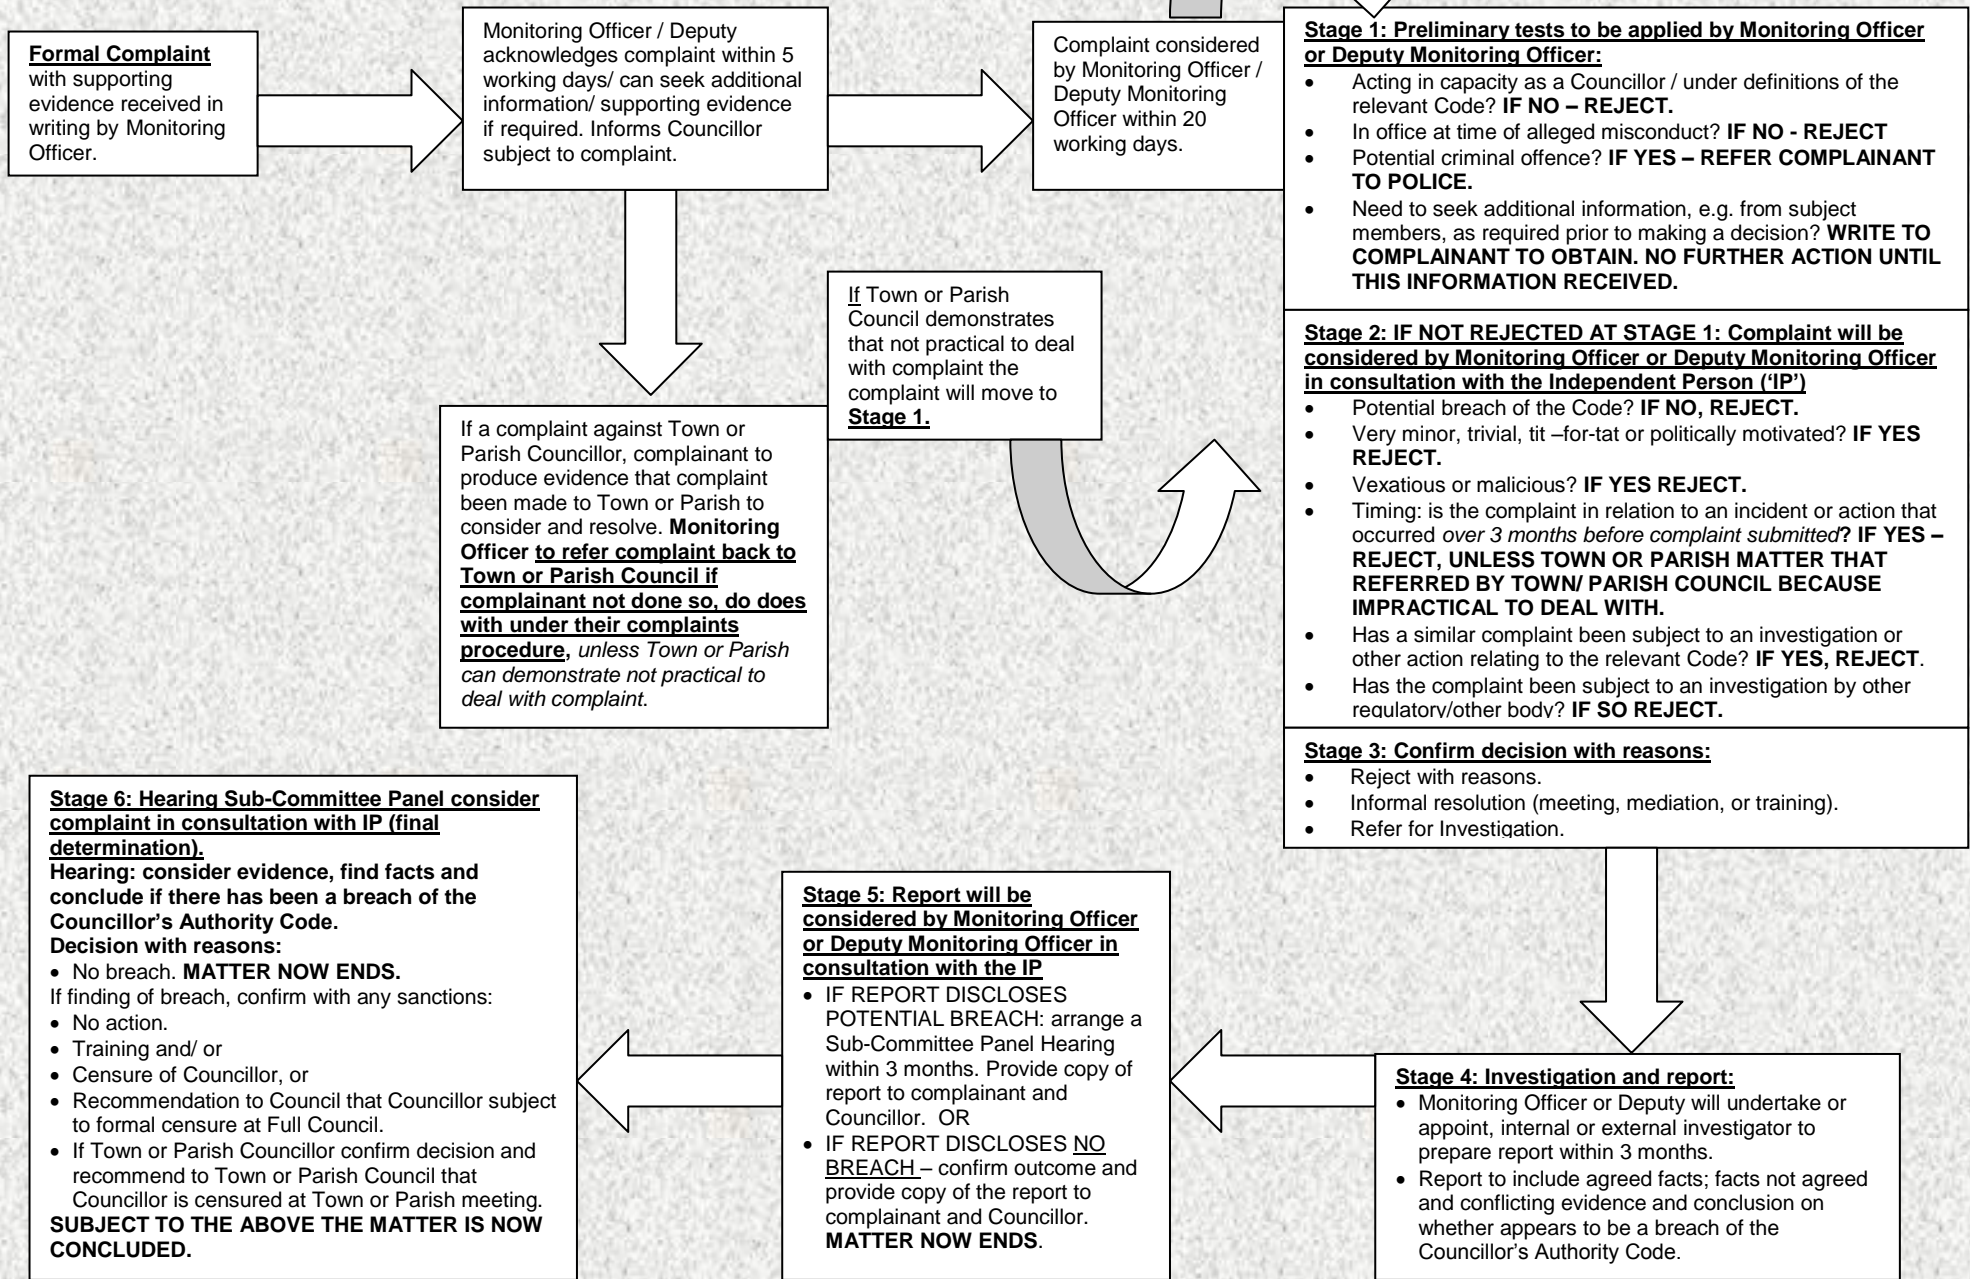 Formal Complaint
with supporting
evidence received in
writing by Monitoring
Officer.
Monitoring Officer / Deputy
acknowledges complaint within 5
working days/ can seek additional
information/ supporting evidence
if required. Informs Councillor
subject to complaint.
Complaint considered
by Monitoring Officer /
Deputy Monitoring
Officer within 20
working days.
Stage 1: Preliminary tests to be applied by Monitoring Officer
or Deputy Monitoring Officer:
• Acting in capacity as a Councillor / under definitions of the
relevant Code? IF NO – REJECT.
• In office at time of alleged misconduct? IF NO - REJECT
• Potential criminal offence? IF YES – REFER COMPLAINANT
TO POLICE.
• Need to seek additional information, e.g. from subject
members, as required prior to making a decision? WRITE TO
COMPLAINANT TO OBTAIN. NO FURTHER ACTION UNTIL
THIS INFORMATION RECEIVED.
If Town or Parish
Council demonstrates
that not practical to deal
with complaint the
complaint will move to
Stage 1.
If a complaint against Town or
Parish Councillor, complainant to
produce evidence that complaint
been made to Town or Parish to
consider and resolve. Monitoring
Officer to refer complaint back to
Town or Parish Council if
complainant not done so, do does
with under their complaints
procedure, unless Town or Parish
can demonstrate not practical to
deal with complaint.
Stage 2: IF NOT REJECTED AT STAGE 1: Complaint will be
considered by Monitoring Officer or Deputy Monitoring Officer
in consultation with the Independent Person (‘IP’)
• Potential breach of the Code? IF NO, REJECT.
• Very minor, trivial, tit –for-tat or politically motivated? IF YES
REJECT.
• Vexatious or malicious? IF YES REJECT.
• Timing: is the complaint in relation to an incident or action that
occurred over 3 months before complaint submitted? IF YES –
REJECT, UNLESS TOWN OR PARISH MATTER THAT
REFERRED BY TOWN/ PARISH COUNCIL BECAUSE
IMPRACTICAL TO DEAL WITH.
• Has a similar complaint been subject to an investigation or
other action relating to the relevant Code? IF YES, REJECT.
• Has the complaint been subject to an investigation by other
regulatory/other body? IF SO REJECT.
Stage 3: Confirm decision with reasons:
• Reject with reasons.
• Informal resolution (meeting, mediation, or training).
• Refer for Investigation.
Stage 4: Investigation and report:
• Monitoring Officer or Deputy will undertake or
appoint, internal or external investigator to
prepare report within 3 months.
• Report to include agreed facts; facts not agreed
and conflicting evidence and conclusion on
whether appears to be a breach of the
Councillor’s Authority Code.
Stage 5: Report will be
considered by Monitoring Officer
or Deputy Monitoring Officer in
consultation with the IP
• IF REPORT DISCLOSES
POTENTIAL BREACH: arrange a
Sub-Committee Panel Hearing
within 3 months. Provide copy of
report to complainant and
Councillor. OR
• IF REPORT DISCLOSES NO
BREACH – confirm outcome and
provide copy of the report to
complainant and Councillor.
MATTER NOW ENDS.
Stage 6: Hearing Sub-Committee Panel consider
complaint in consultation with IP (final
determination).
Hearing: consider evidence, find facts and
conclude if there has been a breach of the
Councillor’s Authority Code.
Decision with reasons:
• No breach. MATTER NOW ENDS.
If finding of breach, confirm with any sanctions:
• No action.
• Training and/ or
• Censure of Councillor, or
• Recommendation to Council that Councillor subject
to formal censure at Full Council.
• If Town or Parish Councillor confirm decision and
recommend to Town or Parish Council that
Councillor is censured at Town or Parish meeting.
SUBJECT TO THE ABOVE THE MATTER IS NOW
CONCLUDED.